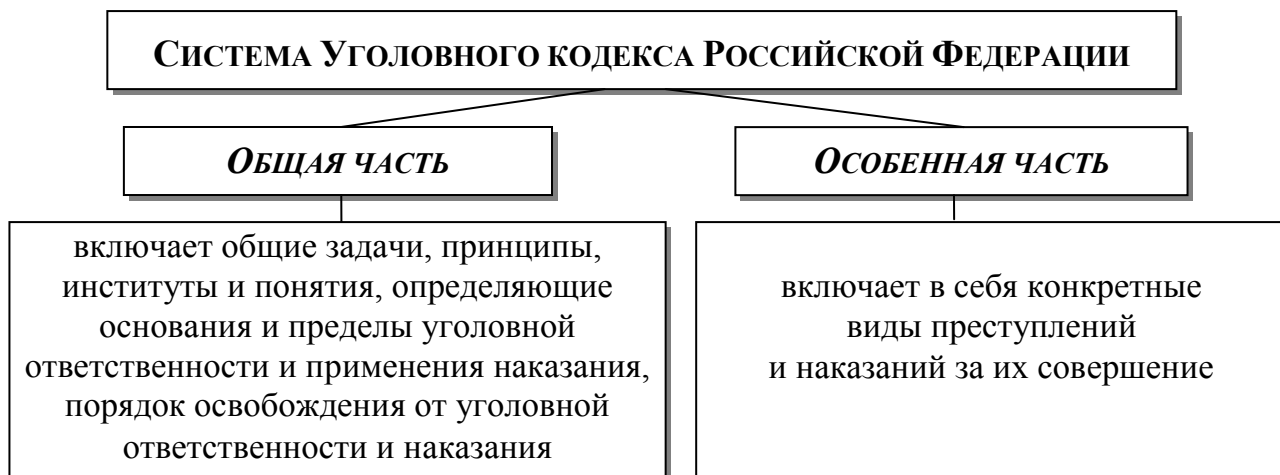 СИСТЕМА УГОЛОВНОГО КОДЕКСА РОССИЙСКОЙ ФЕДЕРАЦИИ
ОБЩАЯ ЧАСТЬ
ОСОБЕННАЯ ЧАСТЬ
включает общие задачи, принципы,
институты и понятия, определяющие
основания и пределы уголовной
ответственности и применения наказания,
порядок освобождения от уголовной
ответственности и наказания
включает в себя конкретные
виды преступлений
и наказаний за их совершение